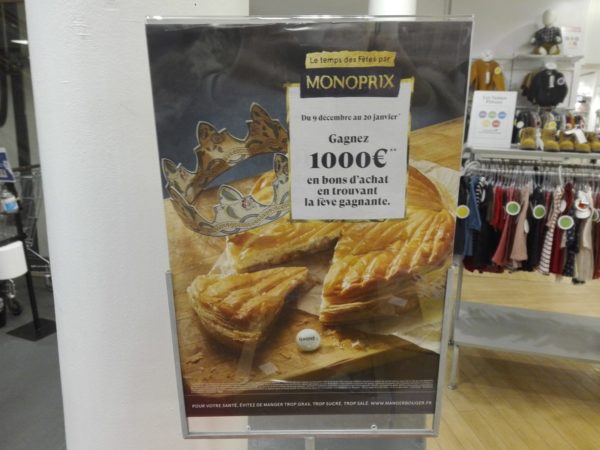 Le temps des Fêtes par
MONOPRIX
Du 9 décembre au 20 janvier*
Gagnez
1000€**
en bons d'achat
en trouvant
la fève gagnante.
POUR VOTRE SANTÉ, ÉVITEZ DE MANGER TROP GRAS, TROP SUCRÉ, TROP SALÉ. WWW.MANGERBOUGER.FR